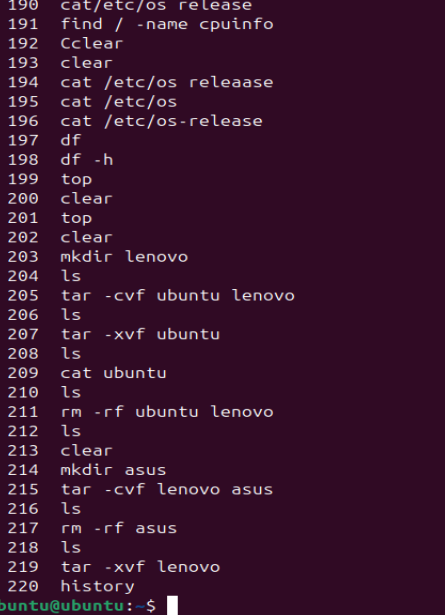 190 cat/etc/os release
191 find / -name cpuinfo
192 Cclear
193 clear
194 cat /etc/os releaase
195 cat /etc/os
196 cat /etc/os-release
197 df
198 df -h
199 top
200 clear
201 top
202 clear
203 mkdir lenovo
204 ls
205 tar -cvf ubuntu lenovo
206 ls
207 tar -xvf ubuntu
208 ls
209 cat ubuntu
210 ls
211 rm -rf ubuntu lenovo
212 ls
213 clear
214 mkdir asus
215 tar -cvf lenovo asus
216 ls
217 rm -rf asus
218 ls
219 tar -xvf lenovo
220 history
buntu@ubuntu:~$